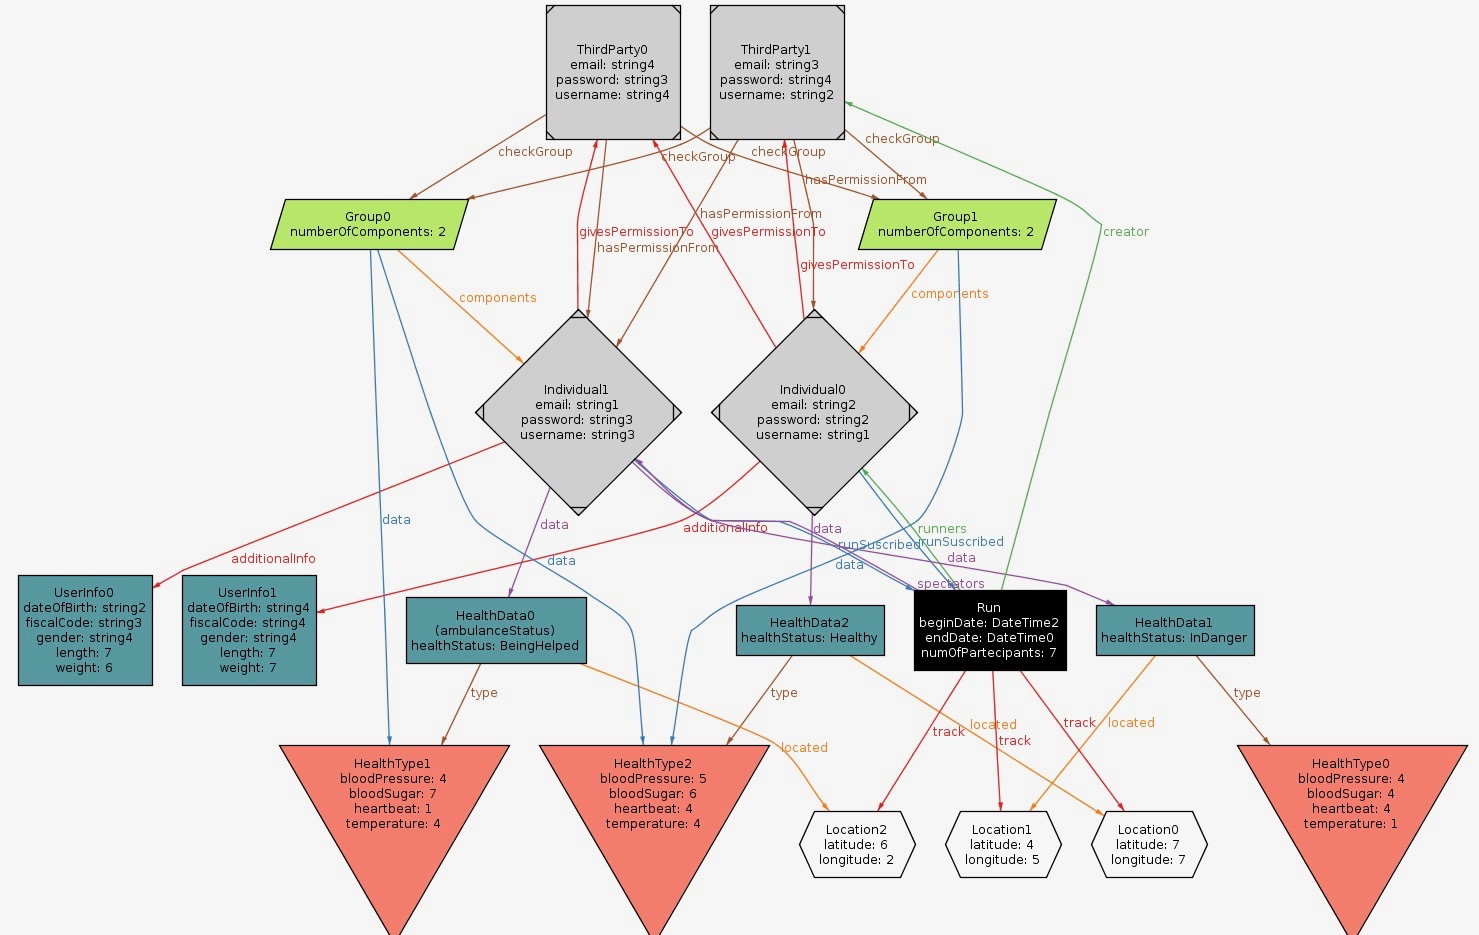 ThirdParty0
email: string4
password: string3
username: string4
ThirdParty1
email: string3
password: string4
username: string2
checkGroup
checkGroup
checkGroup
checkGroup
hasPermissionFrom
hasPermissionFrom
hasPermissionFrom
givesPermissionTo
givesPermissionTo
givesPermissionTo
creator
Group0
numberOfComponents: 2
Group1
numberOfComponents: 2
components
components
Individual1
email: string1
password: string3
username: string3
Individual0
email: string2
password: string2
username: string1
data
data
data
data
data
data
additionalInfo
additionalInfo
runners
runSuscribed
runSuscribed
spectators
UserInfo0
dateOfBirth: string2
fiscalCode: string3
gender: string4
length: 7
weight: 6
UserInfo1
dateOfBirth: string4
fiscalCode: string4
gender: string4
length: 7
weight: 7
HealthData0
(ambulanceStatus)
healthStatus: BeingHelped
HealthData2
healthStatus: Healthy
Run
beginDate: DateTime2
endDate: DateTime0
numOfPartecipants: 7
HealthData1
healthStatus: InDanger
type
type
type
located
located
located
track
track
track
HealthType1
bloodPressure: 4
bloodSugar: 7
heartbeat: 1
temperature: 4
HealthType2
bloodPressure: 5
bloodSugar: 6
heartbeat: 4
temperature: 4
Location2
latitude: 6
longitude: 2
Location1
latitude: 4
longitude: 5
Location0
latitude: 7
longitude: 7
HealthType0
bloodPressure: 4
bloodSugar: 4
heartbeat: 4
temperature: 1